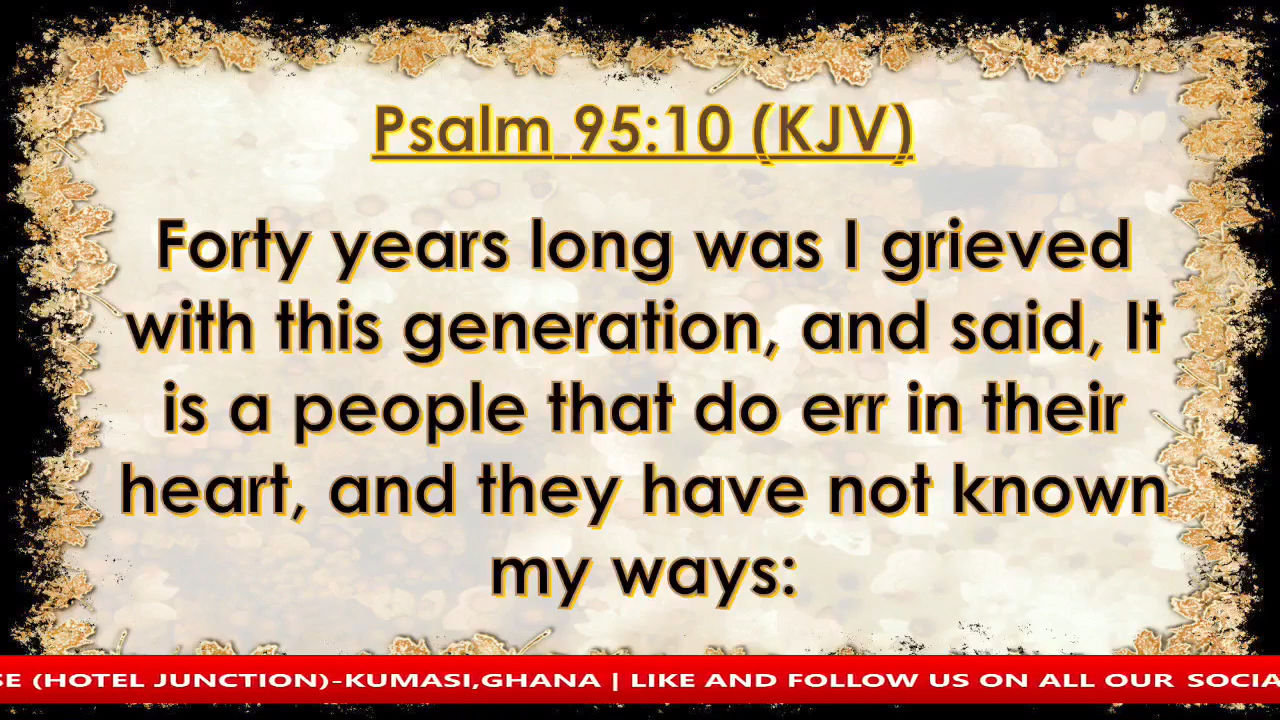 Psalm 95:10 (KJV)
Forty years long was I grieved
with this generation, and said, It
is a people that do err in their
heart, and they have not known
my ways:
(HOTEL JUNCTION)-KUMASI,GHANA | LIKE AND FOLLOW US ON ALL OUR